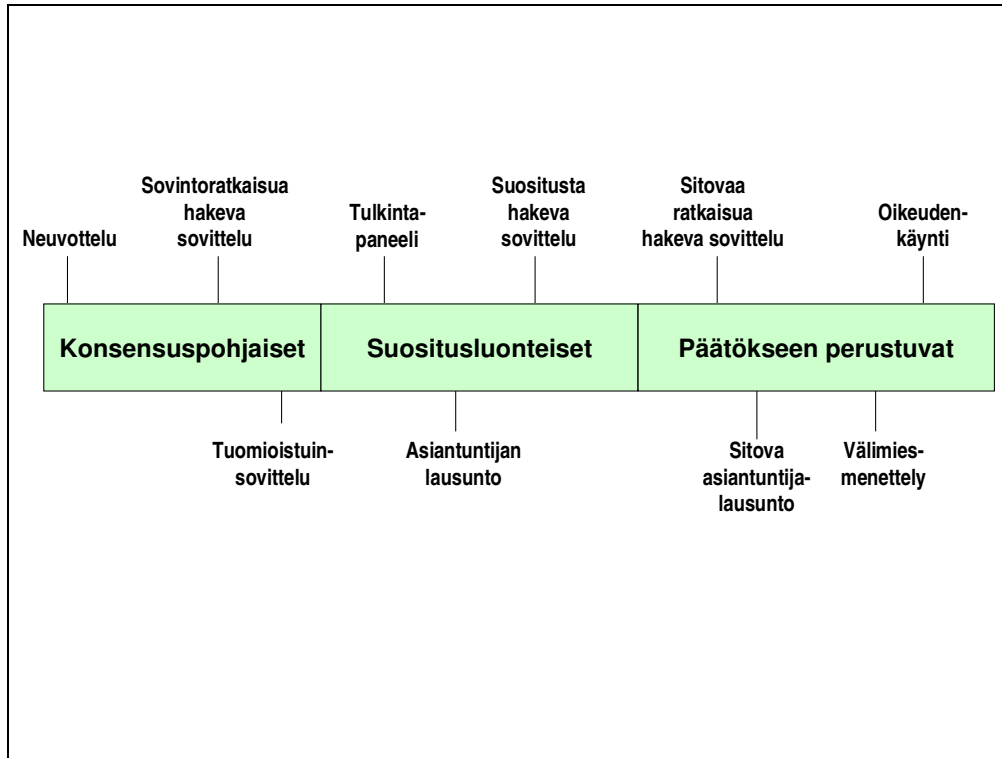 Neuvottelu
Sovintoratkaisua
hakeva
sovittelu
Tulkinta-
paneeli
Suositusta
hakeva
sovittelu
Sitovaa
ratkaisua
hakeva sovittelu
Oikeuden-
käynti
Konsensuspohjaiset
Suositusluonteiset
Päätökseen perustuvat
Tuomioistuin-
sovittelu
Asiantuntijan
lausunto
Sitova
asiantuntija-
lausunto
Välimies-
menettely